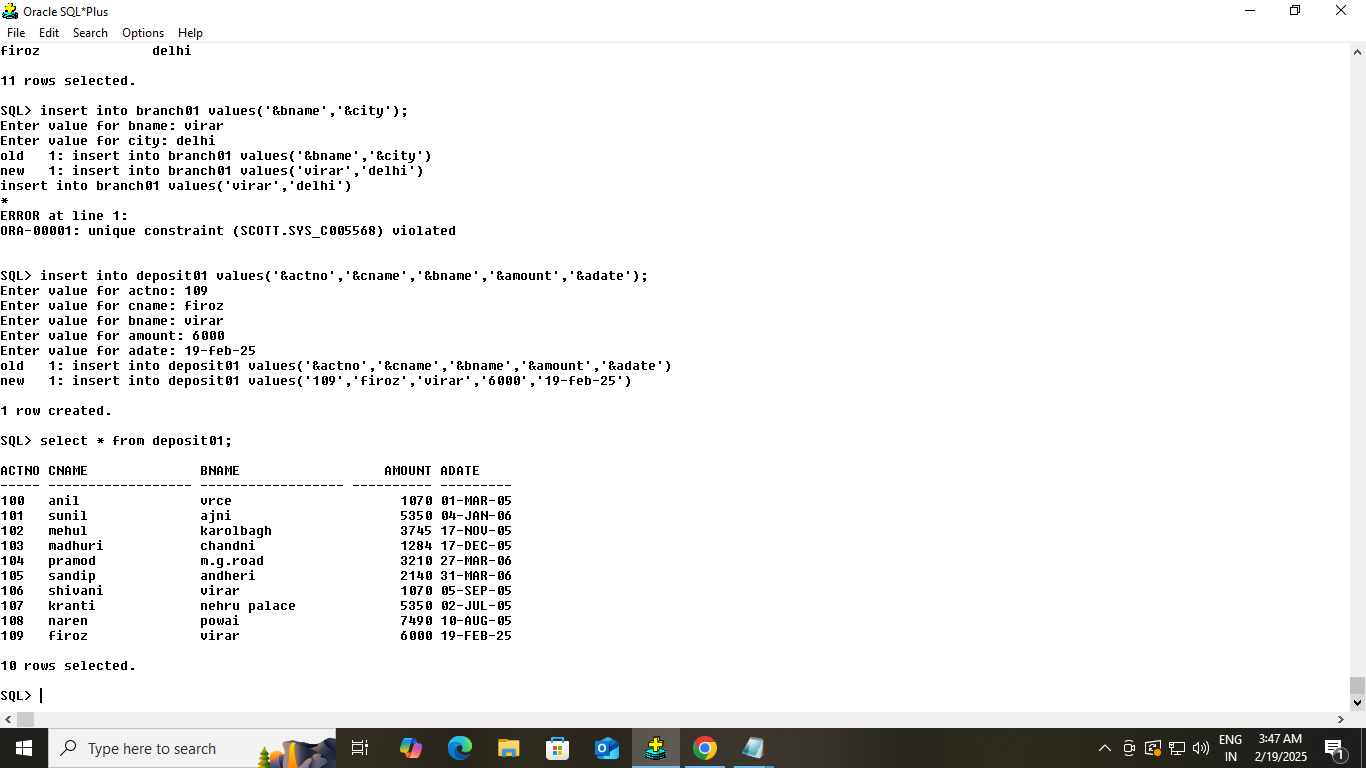 Oracle SQL*Plus
File Edit Search Options Help
firoz              delhi
11 rows selected.
SQL> insert into branch01 values('&bname','&city');
Enter value for bname: virar
Enter value for city: delhi
old   1: insert into branch01 values('&bname','&city')
new   1: insert into branch01 values('virar','delhi')
insert into branch01 values('virar','delhi')
*
ERROR at line 1:
ORA-00001: unique constraint (SCOTT.SYS_C005568) violated
SQL> insert into deposit01 values('&actno','&cname','&bname','&amount','&adate');
Enter value for actno: 109
Enter value for cname: firoz
Enter value for bname: virar
Enter value for amount: 6000
Enter value for adate: 19-feb-25
old   1: insert into deposit01 values('&actno','&cname','&bname','&amount','&adate')
new   1: insert into deposit01 values('109','firoz','virar','6000','19-feb-25')
1 row created.
SQL> select * from deposit01;
ACTNO CNAME              BNAME                  AMOUNT ADATE
----- ------------------ ------------------ ---------- ---------
100   anil               vrce                     1070 01-MAR-05
101   sunil              ajni                     5350 04-JAN-06
102   mehul              karolbagh                3745 17-NOV-05
103   madhuri            chandni                  1284 17-DEC-05
104   pramod             m.g.road                 3210 27-MAR-06
105   sandip             andheri                  2140 31-MAR-06
106   shivani            virar                    1070 05-SEP-05
107   kranti             nehru palace             5350 02-JUL-05
108   naren              powai                    7490 10-AUG-05
109   firoz              virar                    6000 19-FEB-25
10 rows selected.
SQL>
Type here to search
ENG
IN
3:47 AM
2/19/2025
1